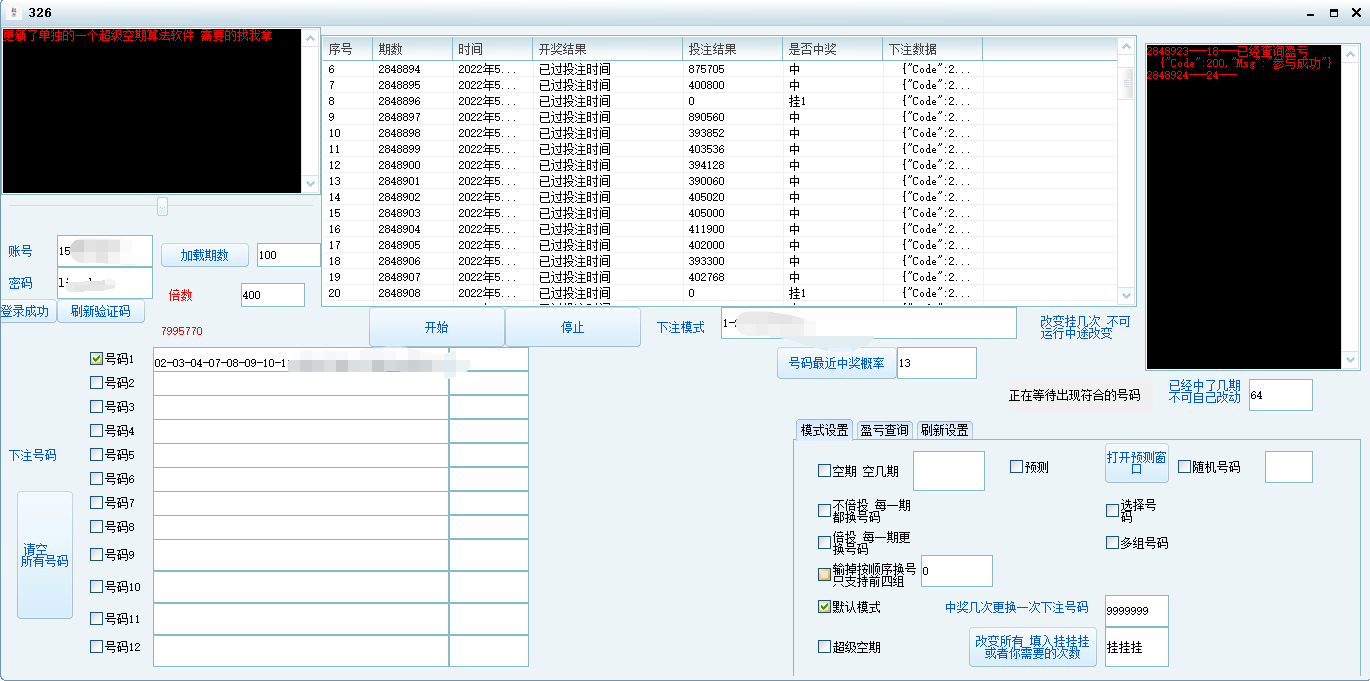 326
更新了单独的一个超级空期算法软件 需要的找我拿
序号 期数 时间 开奖结果 投注结果 是否中奖 下注数据
6 2848894 2022年5... 已过投注时间 875705 中 {"Code":2...
7 2848895 2022年5... 已过投注时间 400800 中 {"Code":2...
8 2848896 2022年5... 已过投注时间 0 挂1 {"Code":2...
9 2848897 2022年5... 已过投注时间 890560 中 {"Code":2...
10 2848898 2022年5... 已过投注时间 393852 中 {"Code":2...
11 2848899 2022年5... 已过投注时间 403536 中 {"Code":2...
12 2848900 2022年5... 已过投注时间 394128 中 {"Code":2...
13 2848901 2022年5... 已过投注时间 390060 中 {"Code":2...
14 2848902 2022年5... 已过投注时间 405020 中 {"Code":2...
15 2848903 2022年5... 已过投注时间 405000 中 {"Code":2...
16 2848904 2022年5... 已过投注时间 411900 中 {"Code":2...
17 2848905 2022年5... 已过投注时间 402000 中 {"Code":2...
18 2848906 2022年5... 已过投注时间 393300 中 {"Code":2...
19 2848907 2022年5... 已过投注时间 402768 中 {"Code":2...
20 2848908 2022年5... 已过投注时间 0 挂1 {"Code":2...
2848923---18---已经查询盈亏
{"Code":200,"Msg":"参与成功"}
2848924---24---
账号 15
加载期数 100
密码
倍数 400
登录成功 刷新验证码
7995770
开始 停止 下注模式 1-
改变挂几次 不可
运行中途改变
号码最近中奖概率 13
正在等待出现符合的号码
已经中了几期
不可自己改动
64
下注号码
请空
所有号码
号码1 02-03-04-07-08-09-10-1
号码2
号码3
号码4
号码5
号码6
号码7
号码8
号码9
号码10
号码11
号码12
模式设置 盈亏查询 刷新设置
空期 空几期
预测
打开预测窗
口
随机号码
不倍投 每一期
都换号码
选择号
码
倍投 每一期更
换号码
多组号码
输掉按顺序换号
只支持前四组
0
默认模式
中奖几次更换一次下注号码 9999999
超级空期
改变所有 填入挂挂挂
或者你需要的次数
挂挂挂